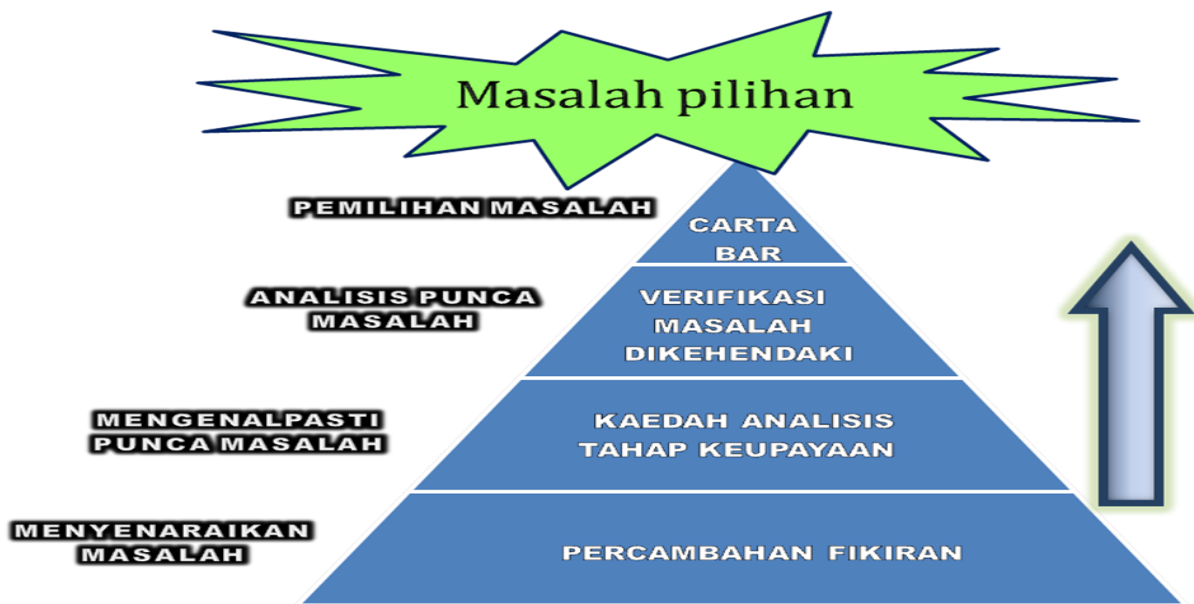 Masalah pilihan
PEMILIHAN MASALAH
CARTA
BAR
ANALISIS PUNCA
MASALAH
VERIFIKASI
MASALAH
DIKEHENDAKI
MENGENALPASTI
PUNCA MASALAH
KAEDAH ANALISIS
TAHAP KEUPAYAAN
MENYENARAIKAN
MASALAH
PERCAMBAHAN FIKIRAN